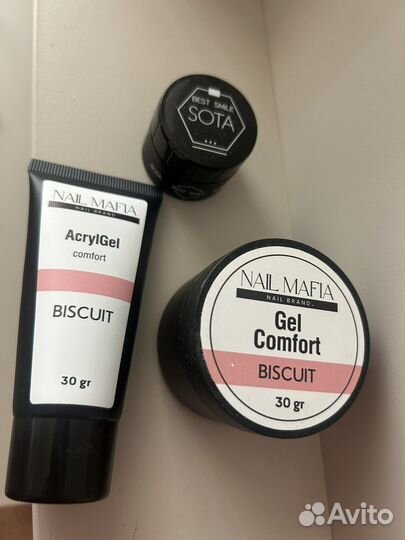 BEST SMILE
SOTA
NAIL MAFIA
NAIL BRAND
AcrylGel
comfort
BISCUIT
30 gr
NAIL MAFIA
NAIL BRAND
Gel
Comfort
BISCUIT
30 gr
Avito